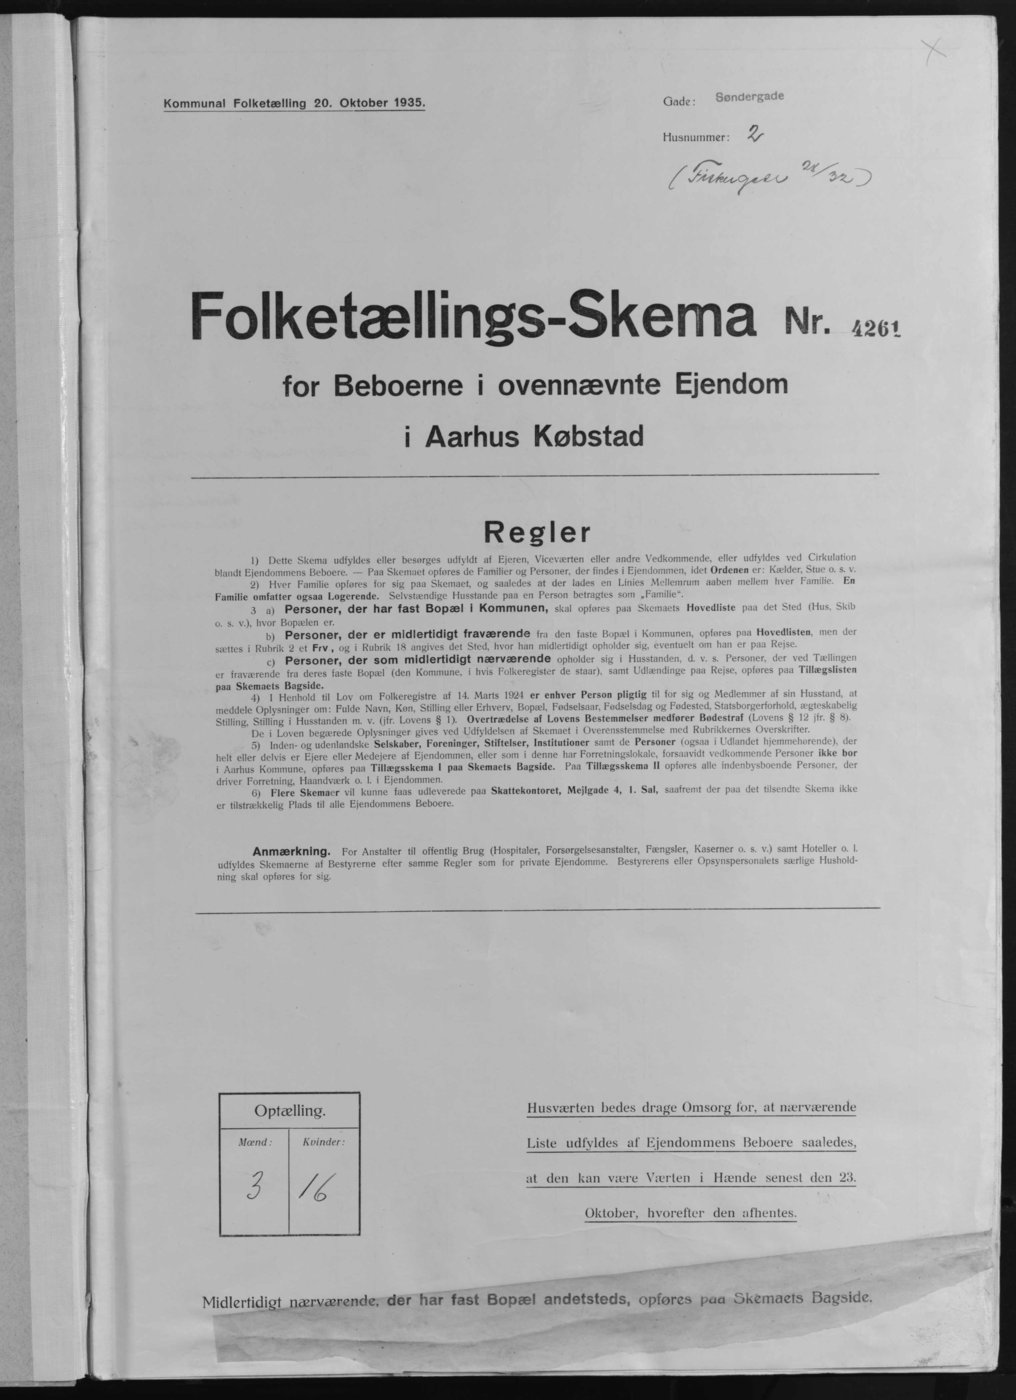 Kommunal Folketælling 20. Oktober 1935.
Gade: Søndergade
Husnummer: 2
28/32)
Folketællings-Skema Nr. 4261
for Beboerne i ovennævnte Ejendom
i Aarhus Købstad
Regler
1) Dette Skema udfyldes eller besørges udfyldt af Ejeren, Viceværten eller andre Vedkommende, eller udfyldes ved Cirkulation
blandt Ejendommens Beboere. — Paa Skemaet opføres de Familier og Personer, der findes i Ejendommen, idet Ordenen er: Kælder, Stue o. s. v.
2) Hver Familie opføres for sig paa Skemaet, og saaledes at der lades en Linies Mellemrum aaben mellem hver Familie. En
Familie omfatter ogsaa Logerende. Selvstændige Husstande paa en Person betragtes som „Familie“.
3 a) Personer, der har fast Bopæl i Kommunen, skal opføres paa Skemaets Hovedliste paa det Sted (Hus, Skib
o. s. v.), hvor Bopælen er.
b) Personer, der er midlertidigt fraværende fra den faste Bopæl i Kommunen, opføres paa Hovedlisten, men der
sættes i Rubrik 2 et Frv, og i Rubrik 18 angives det Sted, hvor han midlertidigt opholder sig, eventuelt om han er paa Rejse.
c) Personer, der som midlertidigt nærværende opholder sig i Husstanden, d. v. s. Personer, der ved Tællingen
er fraværende fra deres faste Bopæl (den Kommune, i hvis Folkeregister de staar), samt Udlændinge paa Rejse, opføres paa Tillægslisten
paa Skemaets Bagside.
4) I Henhold til Lov om Folkeregistre af 14. Marts 1924 er enhver Person pligtig til for sig og Medlemmer af sin Husstand, at
meddele Oplysninger om: Fulde Navn, Køn, Stilling eller Erhverv, Bopæl, Fødselsaar, Fødselsdag og Fødested, Statsborgerforhold, ægteskabelig
Stilling, Stilling i Husstanden m. v. (jfr. Lovens § 1). Overtrædelse af Lovens Bestemmelser medfører Bødestraf (Lovens § 12 jfr. § 8).
De i Loven begærede Oplysninger gives ved Udfyldelsen af Skemaet i Overensstemmelse med Rubrikkernes Overskrifter.
5) Inden- og udenlandske Selskaber, Foreninger, Stiftelser, Institutioner samt de Personer (ogsaa i Udlandet hjemmehørende), der
helt eller delvis er Ejere eller Medejere af Ejendommen, eller som i denne har Forretningslokale, forsaavidt vedkommende Personer ikke bor
i Aarhus Kommune, opføres paa Tillægsskema I paa Skemaets Bagside. Paa Tillægsskema II opføres alle indenbysboende Personer, der
driver Forretning, Haandværk o. l. i Ejendommen.
6) Flere Skemaer vil kunne faas udleverede paa Skattekontoret, Mejlgade 4, 1. Sal, saafremt der paa det tilsendte Skema ikke
er tilstrækkelig Plads til alle Ejendommens Beboere.
Anmærkning. For Anstalter til offentlig Brug (Hospitaler, Forsørgelsesanstalter, Fængsler, Kaserner o. s. v.) samt Hoteller o. l.
udfyldes Skemaerne af Bestyrerne efter samme Regler som for private Ejendomme. Bestyrerens eller Opsynspersonalets særlige Hushold-
ning skal opføres for sig.
Optælling.
Mænd: Kvinder:
3 16
Husværten bedes drage Omsorg for, at nærværende
Liste udfyldes af Ejendommens Beboere saaledes,
at den kan være Værten i Hænde senest den 23.
Oktober, hvorefter den afhentes.
Midlertidigt nærværende, der har fast Bopæl andetsteds, opføres paa Skemaets Bagside.